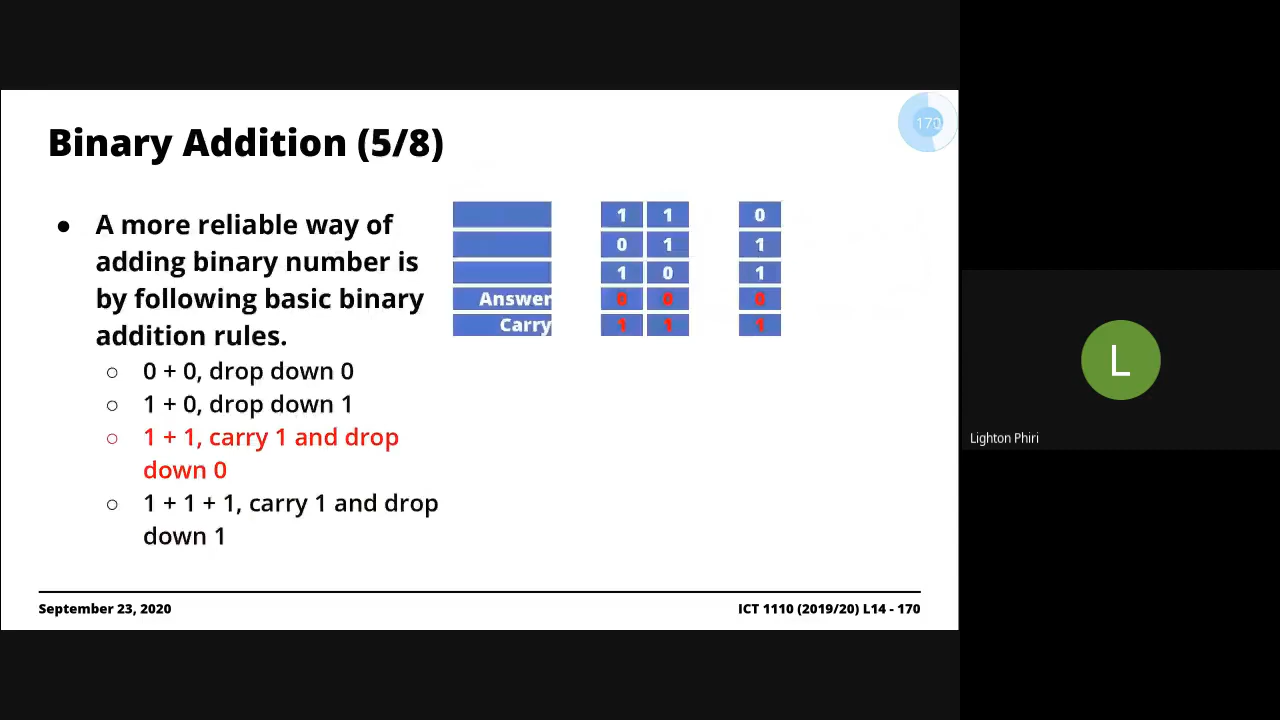 Binary Addition (5/8)
170
● A more reliable way of
adding binary number is
by following basic binary
addition rules.
○ 0 + 0, drop down 0
○ 1 + 0, drop down 1
○ 1 + 1, carry 1 and drop
down 0
○ 1 + 1 + 1, carry 1 and drop
down 1
1 1 0
0 1 1
1 0 1
Answer 0 0 0
Carry 1 1 1
September 23, 2020
ICT 1110 (2019/20) L14 - 170
L
Lighton Phiri